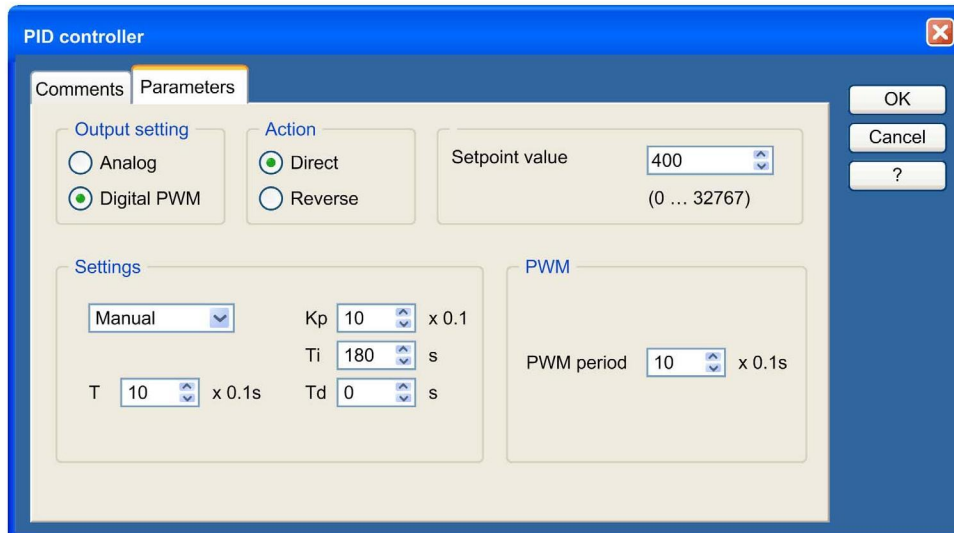 PID controller
Comments Parameters
OK
Cancel
?
Output setting
Analog
Digital PWM
Action
Direct
Reverse
Setpoint value 400
(0 ... 32767)
Settings
Manual
T 10 x 0.1s
Kp 10 x 0.1
Ti 180 s
Td 0 s
PWM
PWM period 10 x 0.1s